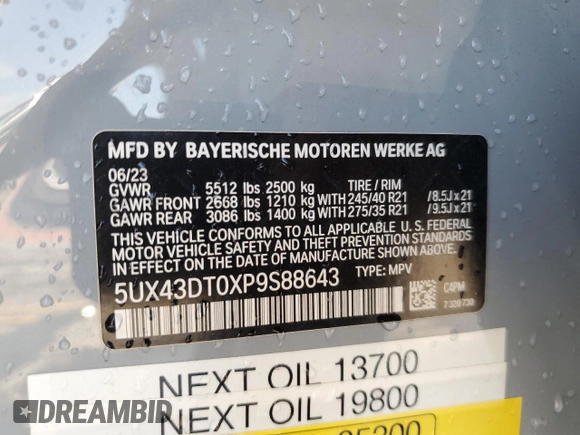 MFD BY BAYERISCHE MOTOREN WERKE AG
06/23
GVWR 5512 lbs 2500 kg TIRE / RIM
GAWR FRONT 2668 lbs 1210 kg WITH 245/40 R21 /8.5J x 21
GAWR REAR 3086 lbs 1400 kg WITH 275/35 R21 /9.5J x 21
THIS VEHICLE CONFORMS TO ALL APPLICABLE U. S. FEDERAL
MOTOR VEHICLE SAFETY AND THEFT PREVENTION STANDARDS
IN EFFECT ON THE DATE OF MANUFACTURE SHOWN ABOVE.
5UX43DT0XP9S88643 TYPE: MPV
C4PM
7320730
NEXT OIL 13700
NEXT OIL 19800
DREAMBID